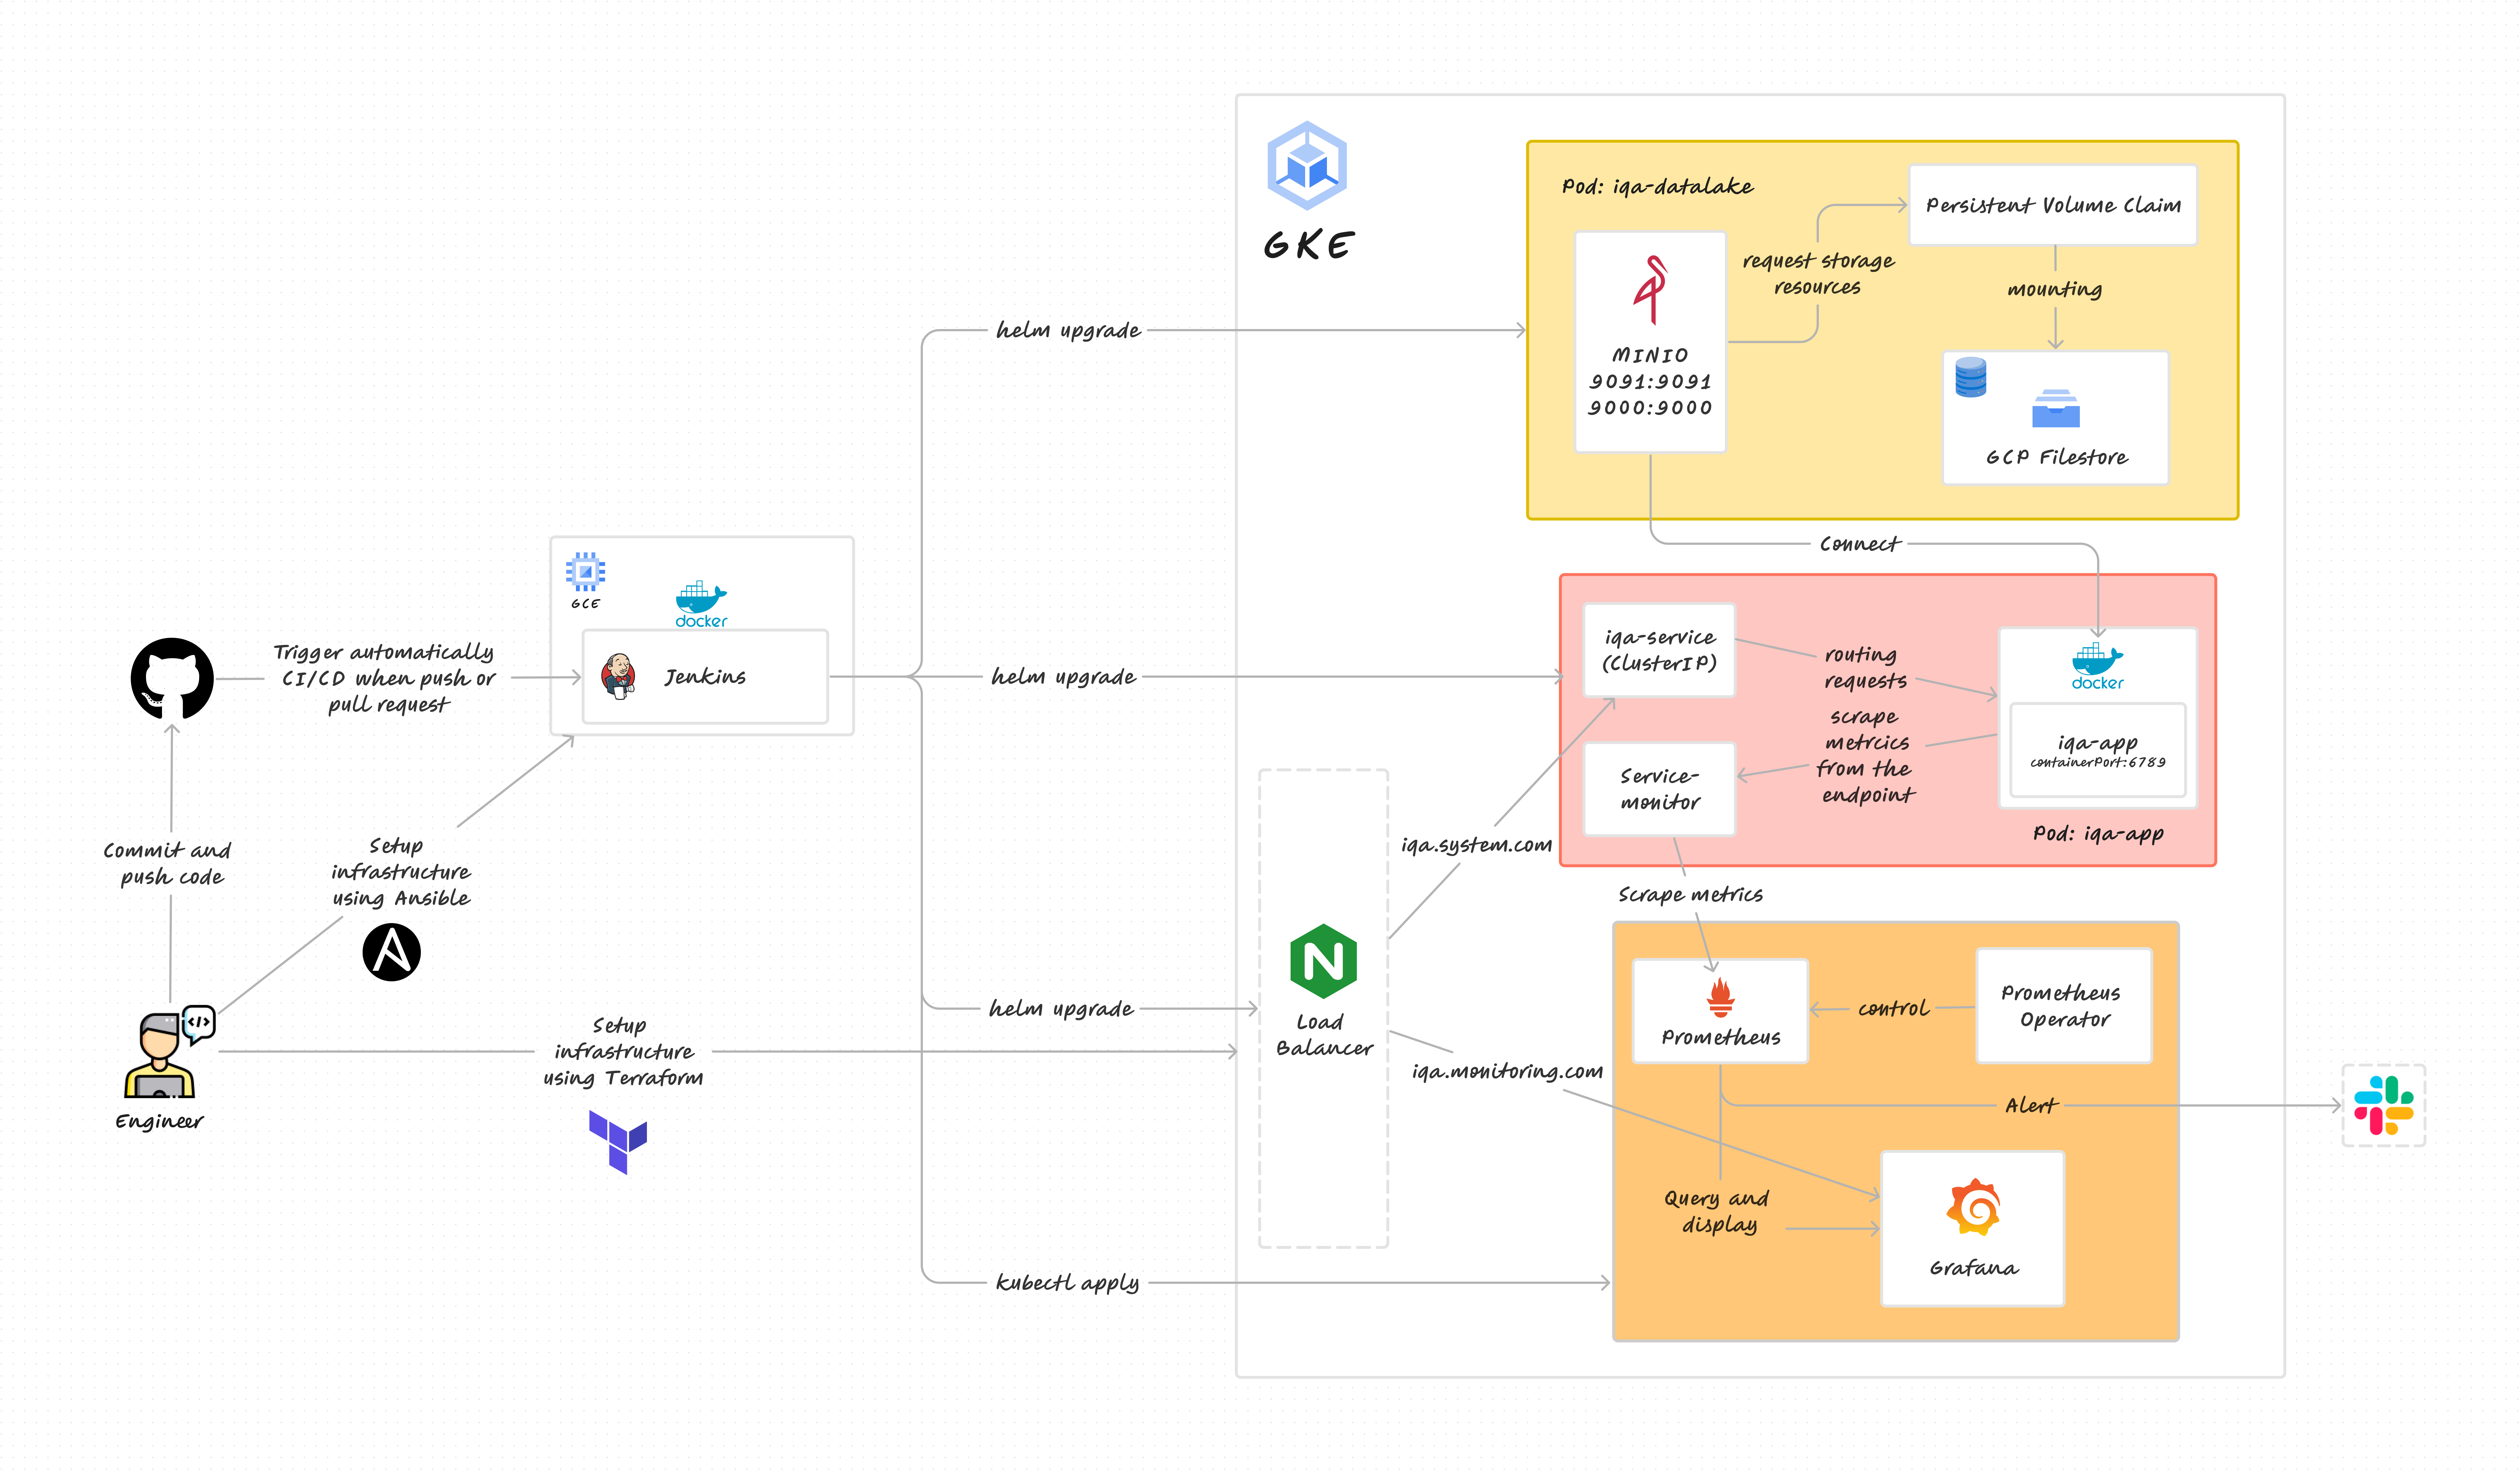 GKE
Pod: iqa-datalake
Persistent Volume Claim
request storage
resources
mounting
MINIO
9091:9091
9000:9000
GCP Filestore
helm upgrade
Connect
GCE
docker
Jenkins
Trigger automatically
CI/CD when push or
pull request
helm upgrade
iqa-service
(ClusterIP)
routing
requests
docker
scrape
metrcics
from the
endpoint
iqa-app
containerPort:6789
Service-
monitor
Pod: iqa-app
Commit and
push code
Setup
infrastructure
using Ansible
iqa.system.com
Scrape metrics
Engineer
</>
Setup
infrastructure
using Terraform
helm upgrade
N
Load
Balancer
Prometheus
control
Prometheus
Operator
iqa.monitoring.com
Alert
Query and
display
Grafana
kubectl apply